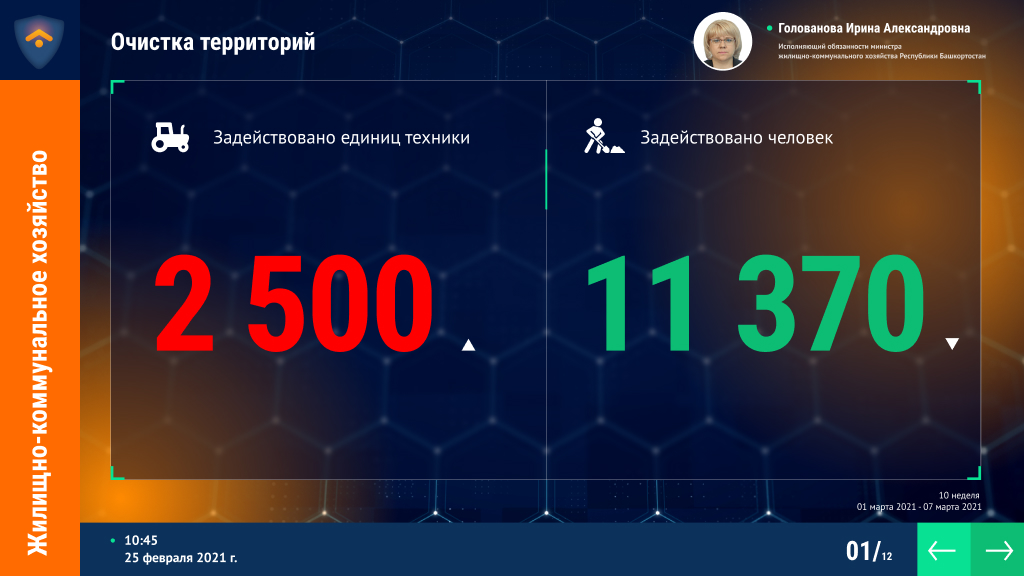 Очистка территорий
Голованова Ирина Александровна
Исполняющий обязанности министра
жилищно-коммунального хозяйства Республики Башкортостан
Жилищно-коммунальное хозяйство
Задействовано единиц техники
Задействовано человек
2 500
11 370
10 неделя
01 марта 2021 - 07 марта 2021
10:45
25 февраля 2021 г.
01/12